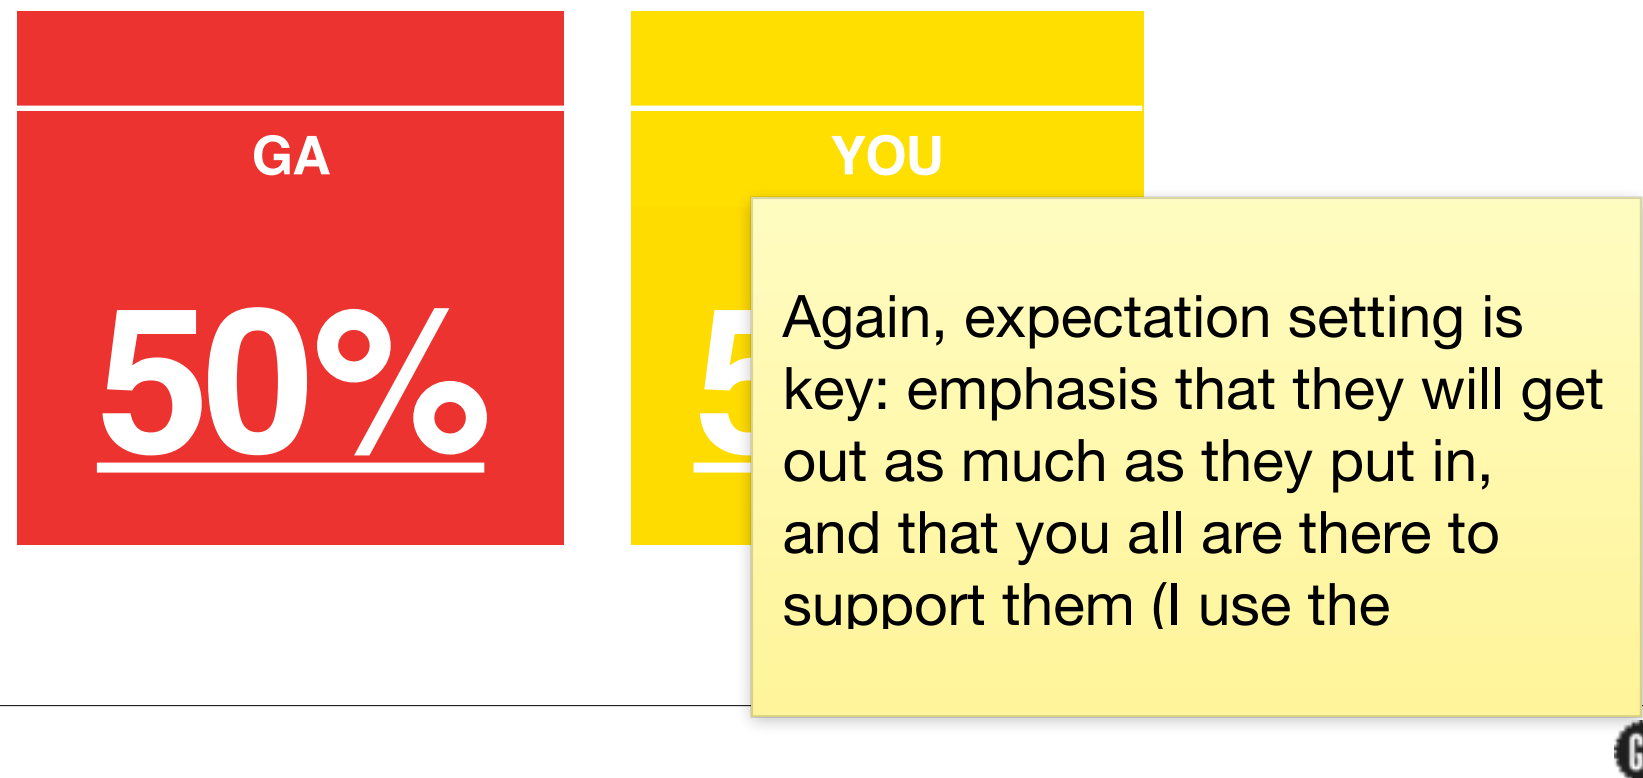 GA
YOU
50%
5
Again, expectation setting is
key: emphasis that they will get
out as much as they put in,
and that you all are there to
support them (I use the
G